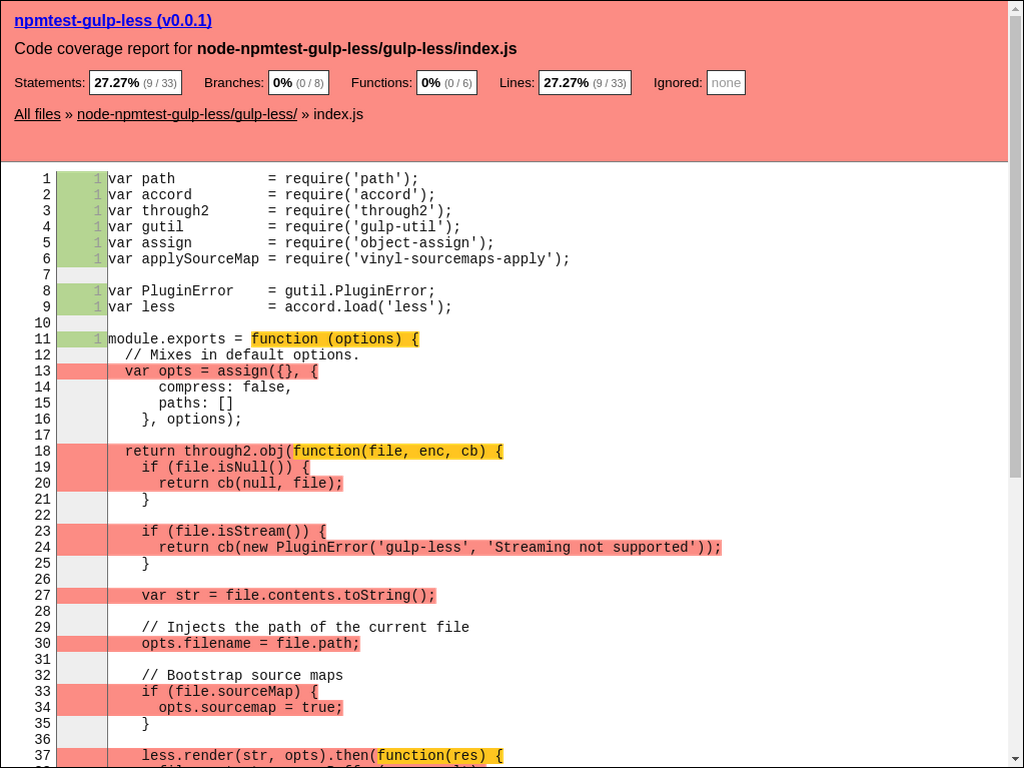 npmtest-gulp-less (v0.0.1)
Code coverage report for node-npmtest-gulp-less/gulp-less/index.js
Statements: 27.27% (9 / 33) Branches: 0% (0 / 8) Functions: 0% (0 / 6) Lines: 27.27% (9 / 33) Ignored: none
All files » node-npmtest-gulp-less/gulp-less/ » index.js
1 1 var path           = require('path');
2 1 var accord         = require('accord');
3 1 var through2       = require('through2');
4 1 var gutil          = require('gulp-util');
5 1 var assign         = require('object-assign');
6 1 var applySourceMap = require('vinyl-sourcemaps-apply');
7
8 1 var PluginError    = gutil.PluginError;
9 1 var less           = accord.load('less');
10
11 1 module.exports = function (options) {
12   // Mixes in default options.
13   var opts = assign({}, {
14       compress: false,
15       paths: []
16     }, options);
17
18   return through2.obj(function(file, enc, cb) {
19     if (file.isNull()) {
20       return cb(null, file);
21     }
22
23     if (file.isStream()) {
24       return cb(new PluginError('gulp-less', 'Streaming not supported'));
25     }
26
27     var str = file.contents.toString();
28
29     // Injects the path of the current file
30     opts.filename = file.path;
31
32     // Bootstrap source maps
33     if (file.sourceMap) {
34       opts.sourcemap = true;
35     }
36
37     less.render(str, opts).then(function(res) {